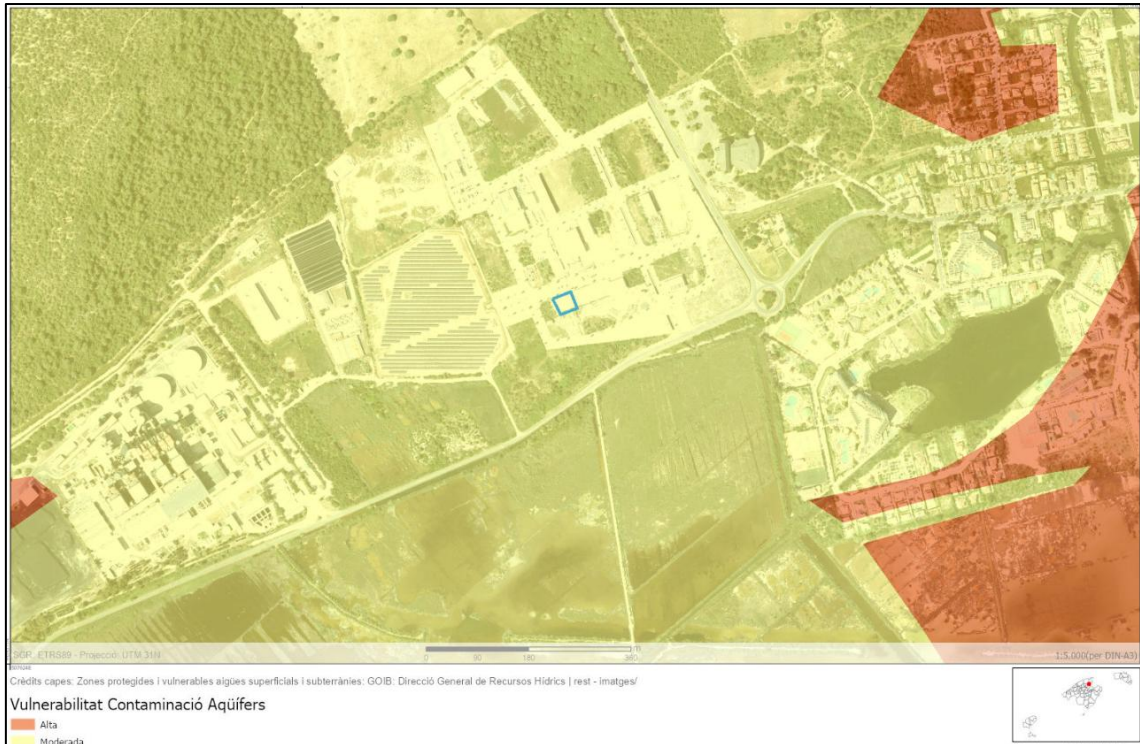 SGR: ETRS89 - Projecció: UTM 31N
0 90 180 360
m
1:5.000(per DIN-A3)
Crèdits capes: Zones protegides i vulnerables aigües superficials i subterrànies: GOIB: Direcció General de Recursos Hídrics | rest - imatges/
Vulnerabilitat Contaminació Aqüífers
Alta
Moderada